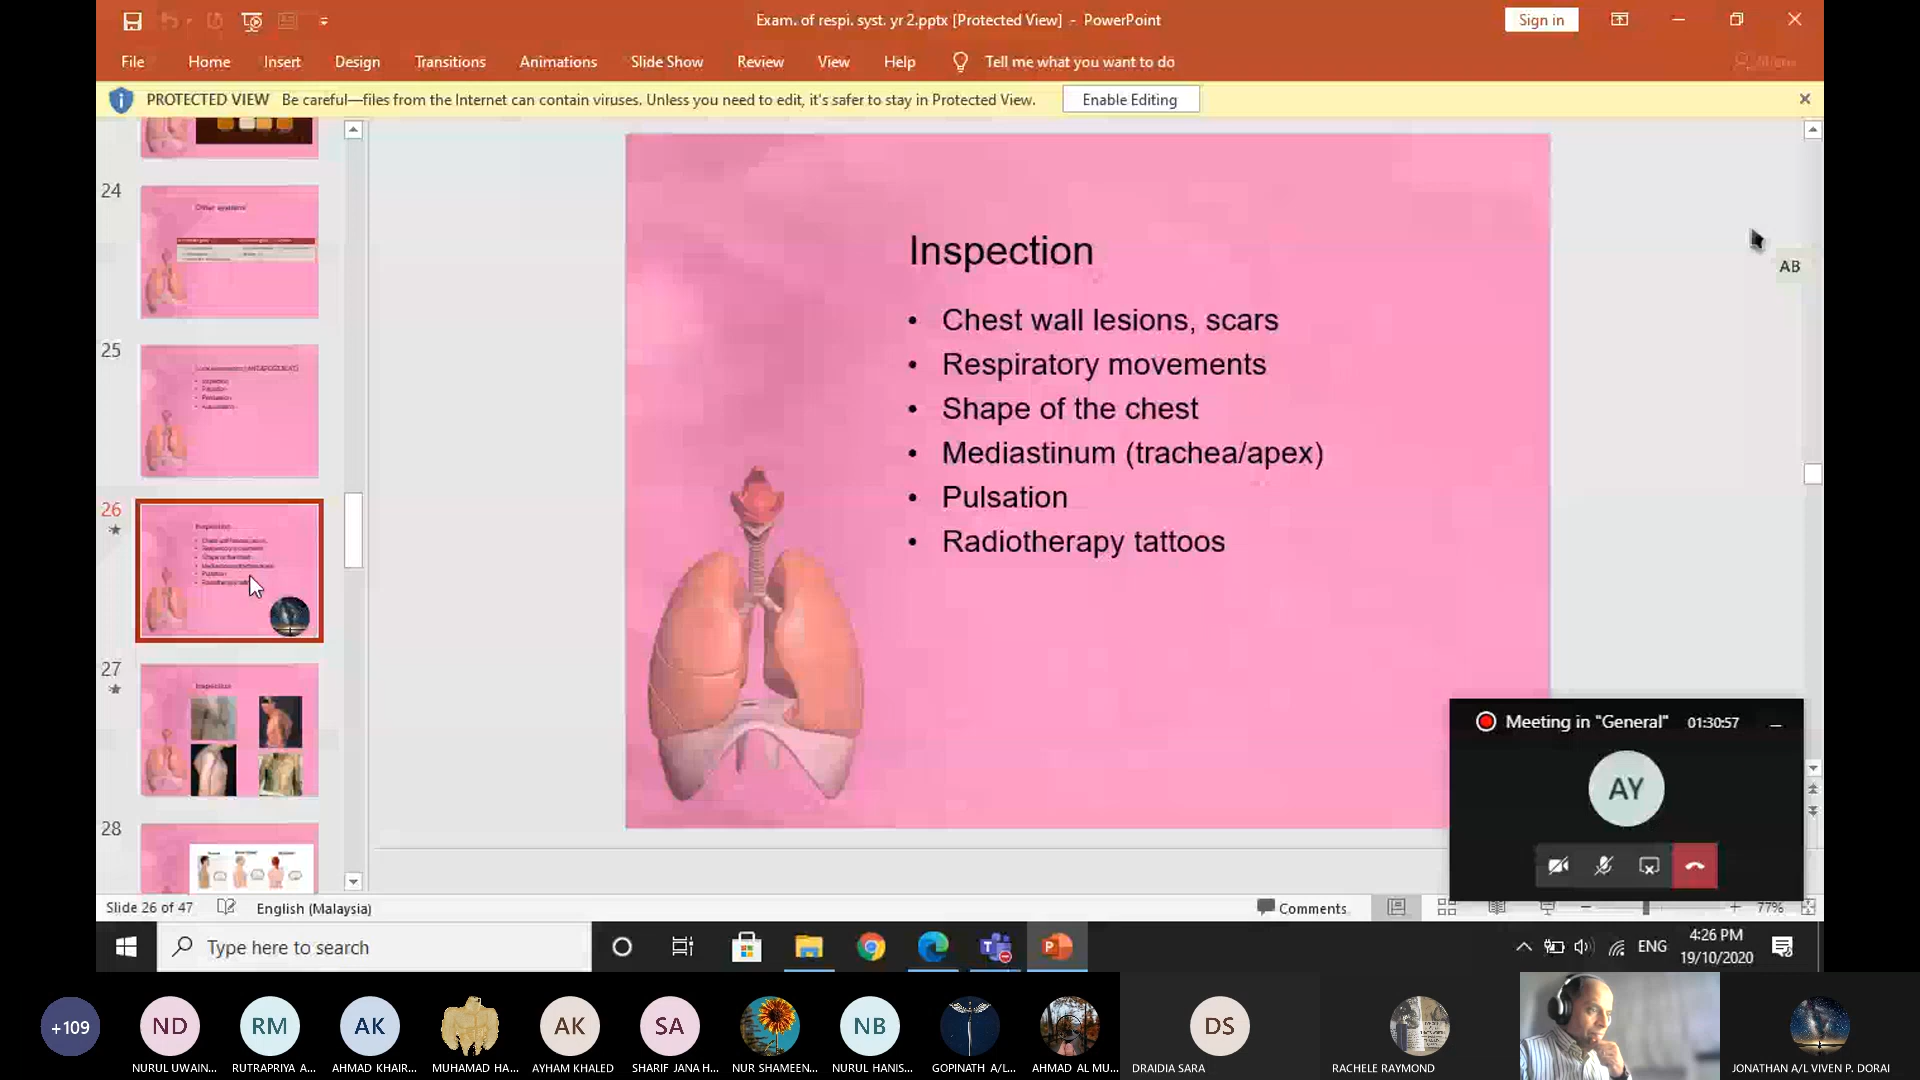 Exam. of respi. syst. yr 2.pptx [Protected View] - PowerPoint
Sign in
File Home Insert Design Transitions Animations Slide Show Review View Help Tell me what you want to do Share
PROTECTED VIEW Be careful—files from the Internet can contain viruses. Unless you need to edit, it's safer to stay in Protected View. Enable Editing
24
Other systems
25
Inspection
26
Inspection
27
Inspection
28
Inspection
• Chest wall lesions, scars
• Respiratory movements
• Shape of the chest
• Mediastinum (trachea/apex)
• Pulsation
• Radiotherapy tattoos
AB
Meeting in "General" 01:30:57
AY
Slide 26 of 47 English (Malaysia) Comments 77%
Type here to search
ENG
4:26 PM
19/10/2020
+109 ND RM AK AK SA NB DS
NURUL UWAIN... RUTRAPRIYA A... AHMAD KHAIR... MUHAMAD HA... AYHAM KHALED SHARIF JANA H... NUR SHAMEEN... NURUL HANIS... GOPINATH A/L... AHMAD AL MU... DRAIDIA SARA RACHELE RAYMOND JONATHAN A/L VIVEN P. DORAI